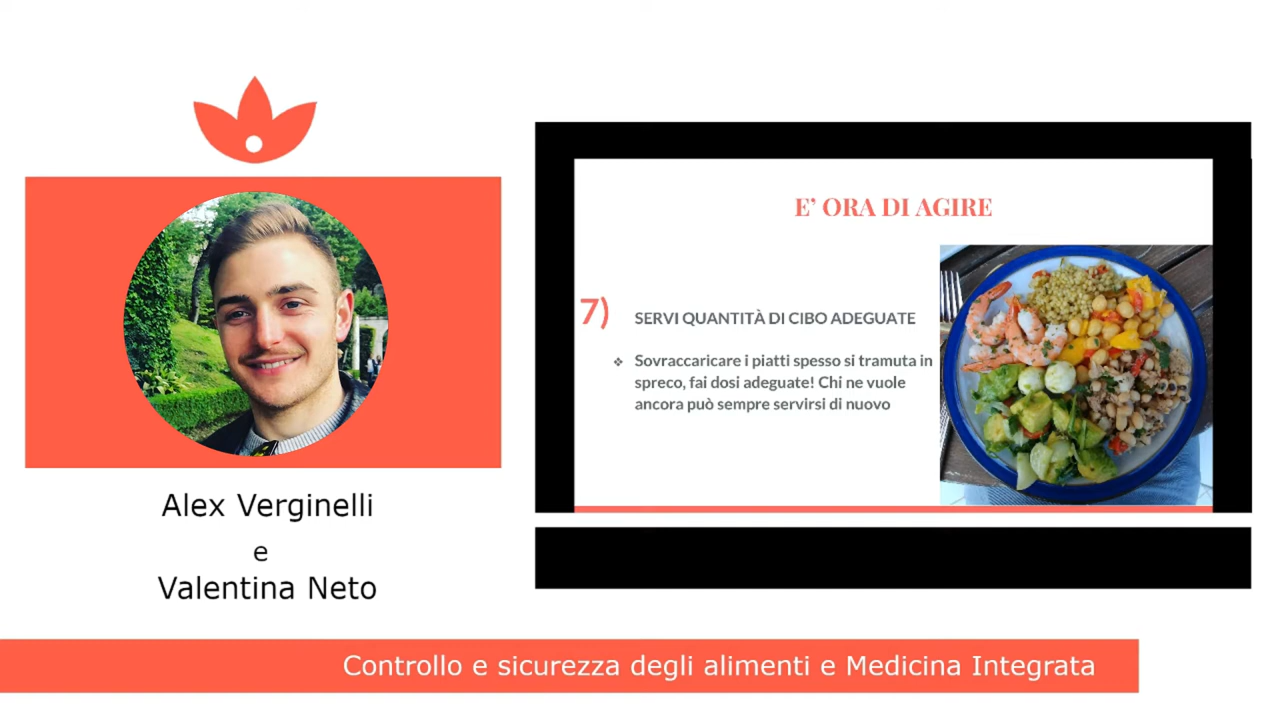 Alex Verginelli
e
Valentina Neto
E’ ORA DI AGIRE
7) SERVI QUANTITÀ DI CIBO ADEGUATE
❖ Sovraccaricare i piatti spesso si tramuta in
spreco, fai dosi adeguate! Chi ne vuole
ancora può sempre servirsi di nuovo
Controllo e sicurezza degli alimenti e Medicina Integrata